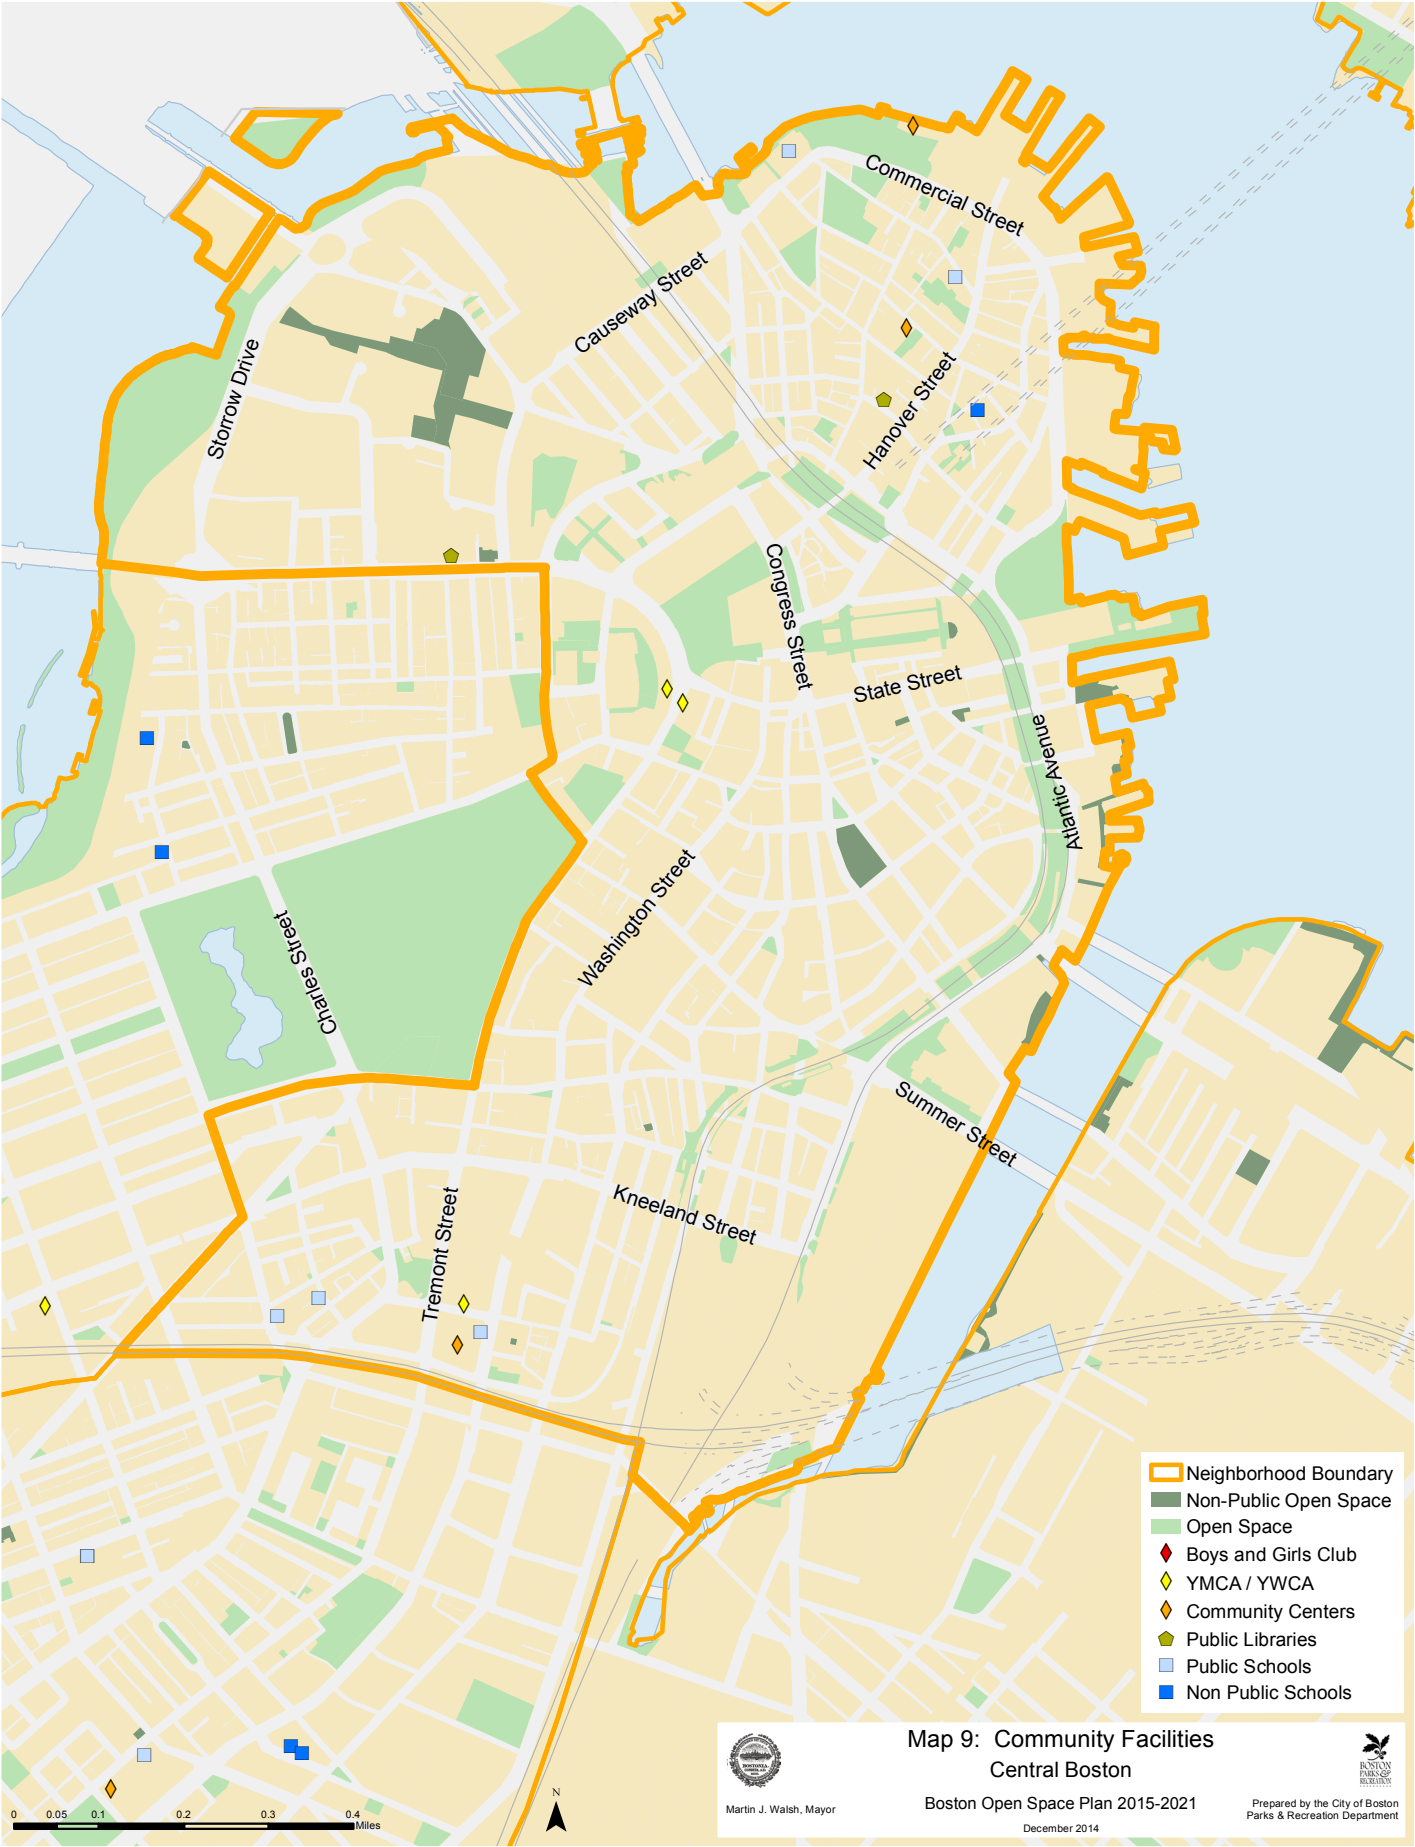 Commercial Street
Causeway Street
Storrow Drive
Hanover Street
Congress Street
State Street
Atlantic Avenue
Washington Street
Charles Street
Summer Street
Kneeland Street
Tremont Street
Neighborhood Boundary
Non-Public Open Space
Open Space
Boys and Girls Club
YMCA / YWCA
Community Centers
Public Libraries
Public Schools
Non Public Schools
Map 9: Community Facilities
Central Boston
Boston Open Space Plan 2015-2021
December 2014
Martin J. Walsh, Mayor
BOSTON
PARKS &
RECREATION
Prepared by the City of Boston
Parks & Recreation Department
N
0 0.05 0.1 0.2 0.3 0.4
Miles